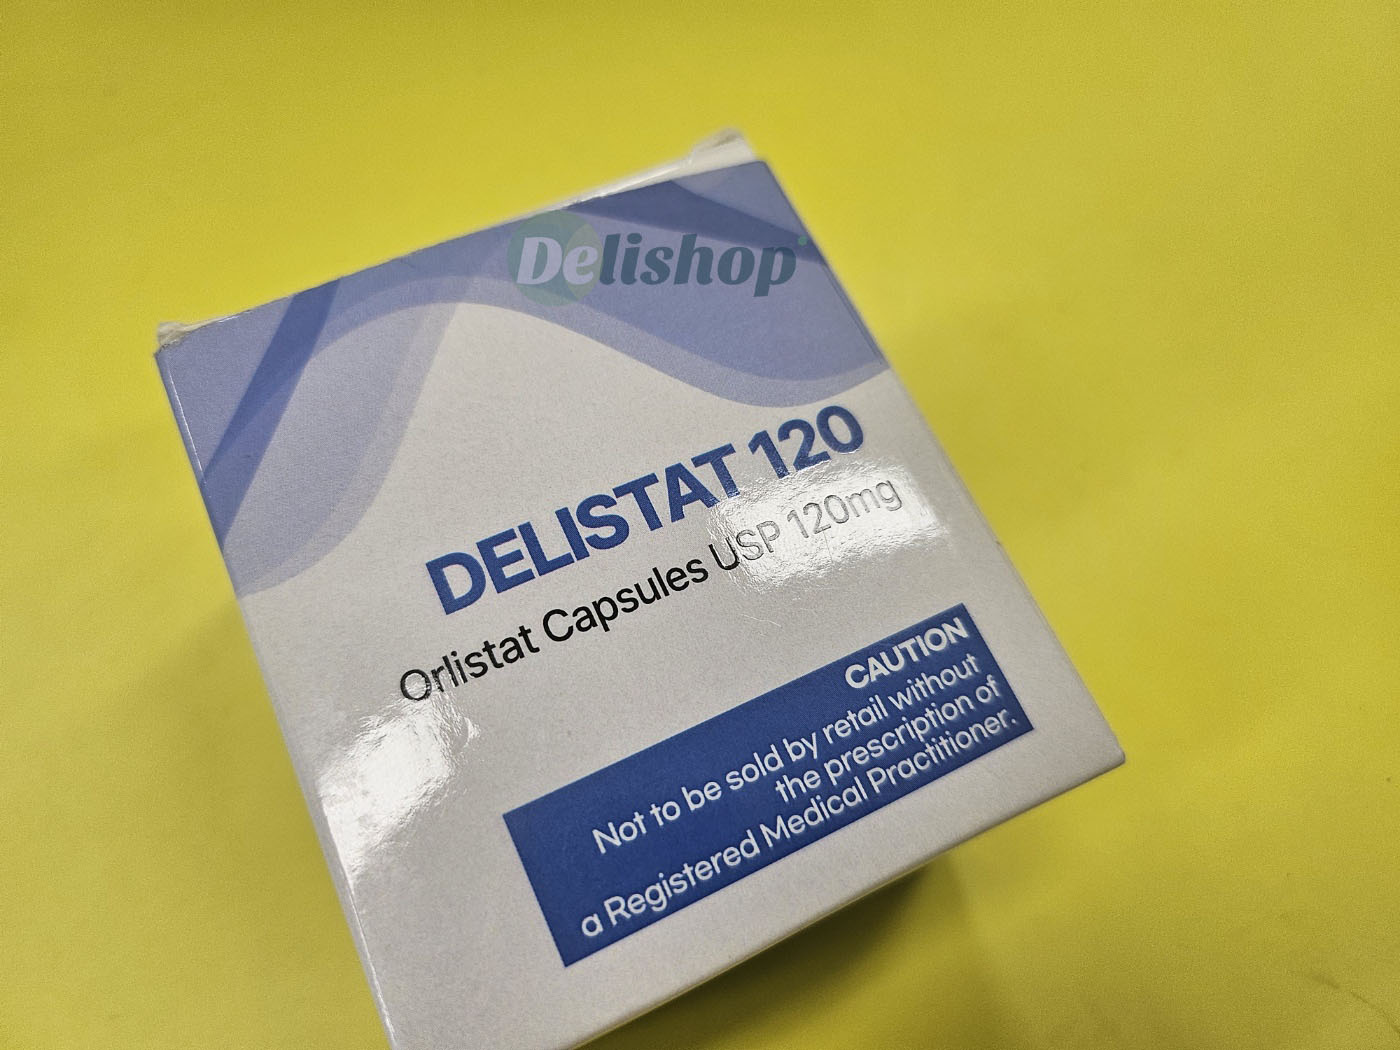 Delishop
DELISTAT 120
Orlistat Capsules USP 120mg
CAUTION
Not to be sold by retail without
the prescription of
a Registered Medical Practitioner.